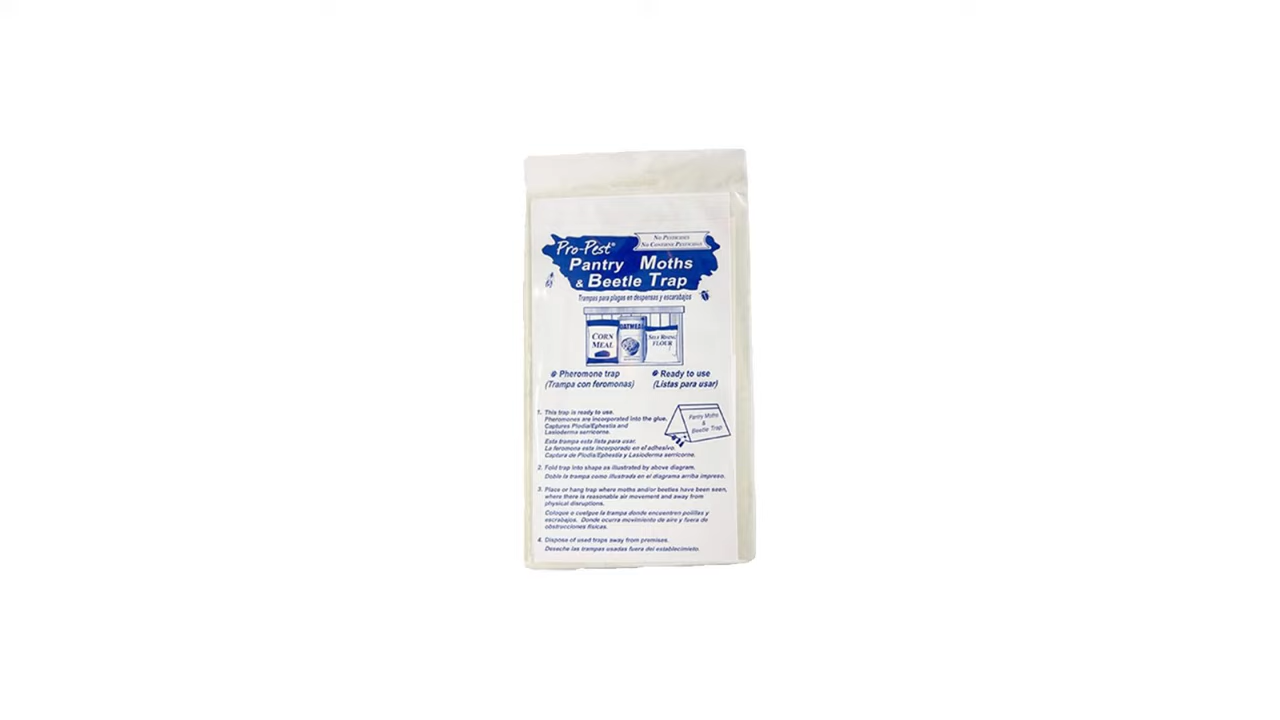 Pro-Pest®
No Pesticides
No Contiene Pesticidas
Pantry Moths
& Beetle Trap
Trampas para plagas en despensas y escarabajos
CORN
MEAL
OATMEAL
SELF RISING
FLOUR
Pheromone trap
(Trampa con feromonas)
Ready to use
(Listas para usar)
1. This trap is ready to use.
Pheromones are incorporated into the glue.
Captures Plodia/Ephestia and
Lasioderma serricorne.
Esta trampa esta lista para usar.
La feromona esta incorporado en el adhesivo.
Captura de Plodia/Ephestia y Lasioderma serricorne.
Pantry Moths
&
Beetle Trap
2. Fold trap into shape as illustrated by above diagram.
Doble la trampa como illustrada en el diagrama arriba impreso.
3. Place or hang trap where moths and/or beetles have been seen,
where there is reasonable air movement and away from
physical disruptions.
Coloque o cuelgue la trampa donde encuentren polillas y
escrabajos. Donde ocurra movimiento de aire y fuera de
obstrucciones fisicas.
4. Dispose of used traps away from premises.
Deseche las trampas usadas fuera del establecimieto.